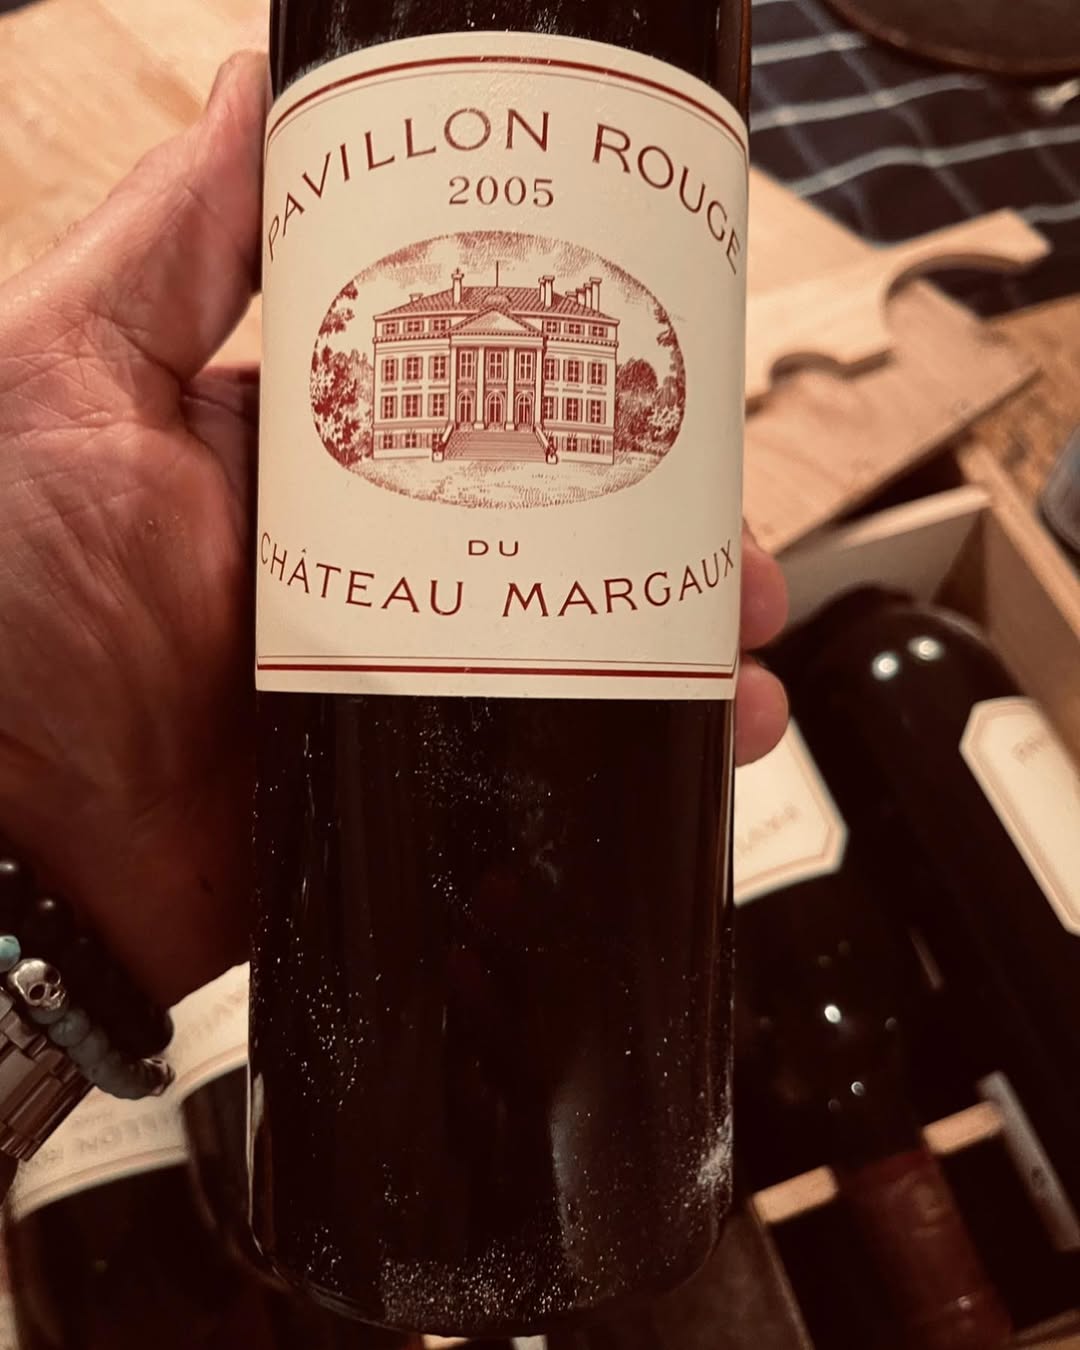 PAVILLON ROUGE
2005
DU
CHÂTEAU MARGAUX